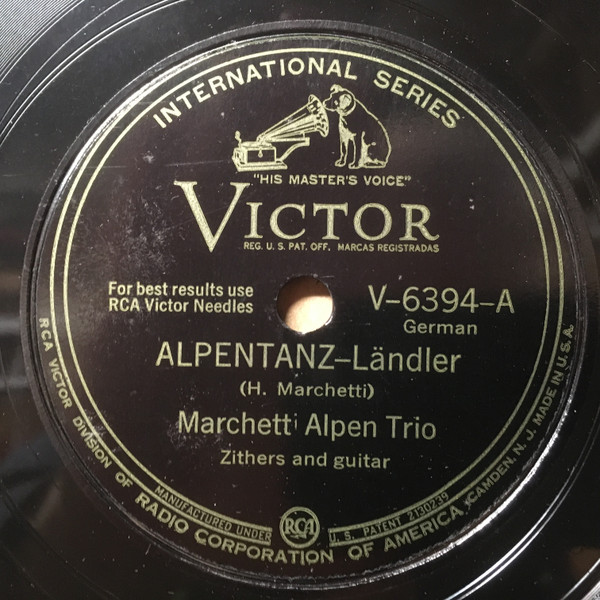 INTERNATIONAL SERIES
"HIS MASTER'S VOICE"
VICTOR
REG. U. S. PAT. OFF. MARCAS REGISTRADAS
For best results use
RCA Victor Needles
V-6394-A
German
ALPENTANZ-Ländler
(H. Marchetti)
Marchetti Alpen Trio
Zithers and guitar
MANUFACTURED UNDER RCA U. S. PATENT 2130239
RCA VICTOR DIVISION OF RADIO CORPORATION OF AMERICA, CAMDEN, N. J. MADE IN U. S. A.